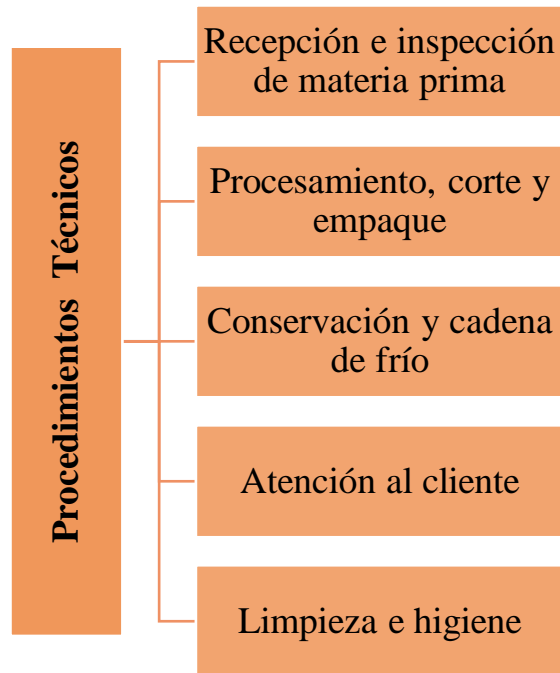 Procedimientos Técnicos
Recepción e inspección
de materia prima
Procesamiento, corte y
empaque
Conservación y cadena
de frío
Atención al cliente
Limpieza e higiene